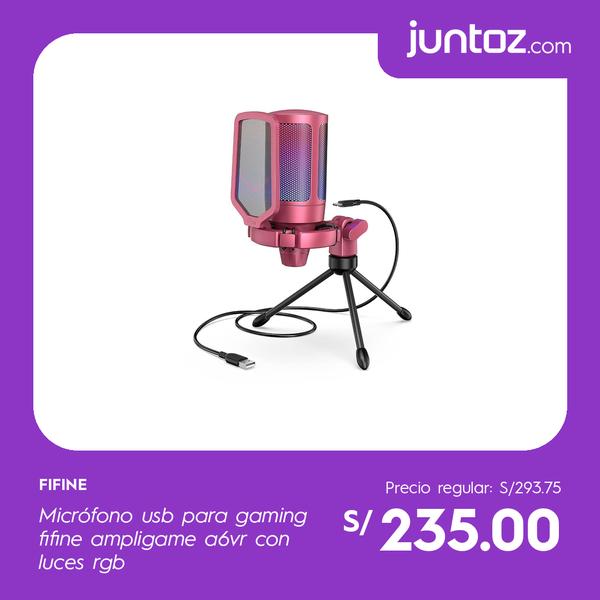 juntoz.com
FIFINE
Micrófono usb para gaming
fifine ampligame a6vr con
luces rgb
Precio regular: S/293.75
S/ 235.00